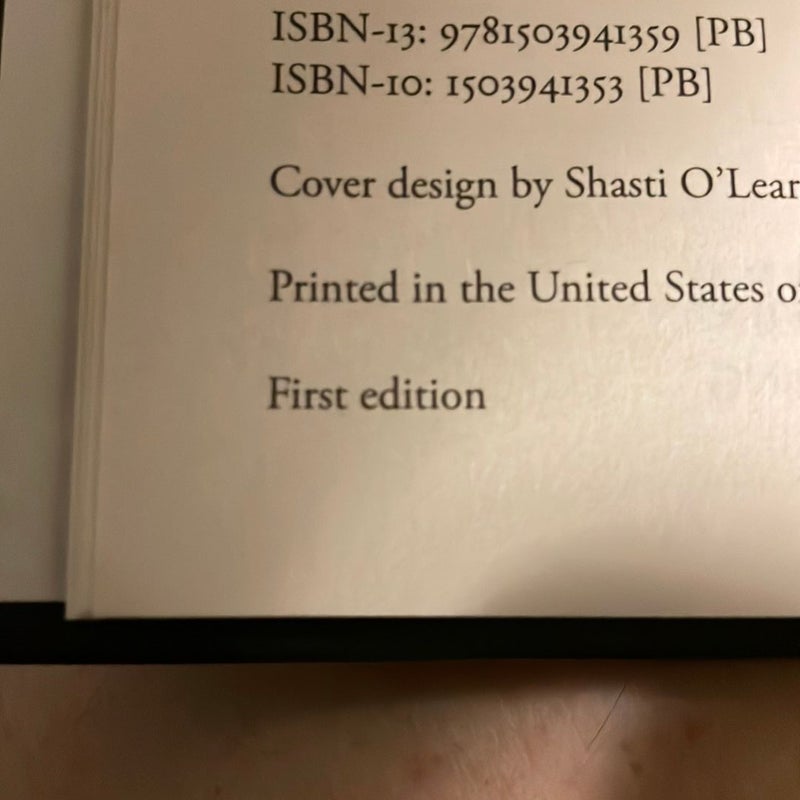 ISBN-13: 9781503941359 [PB]
ISBN-10: 1503941353 [PB]
Cover design by Shasti O’Lear
Printed in the United States o
First edition